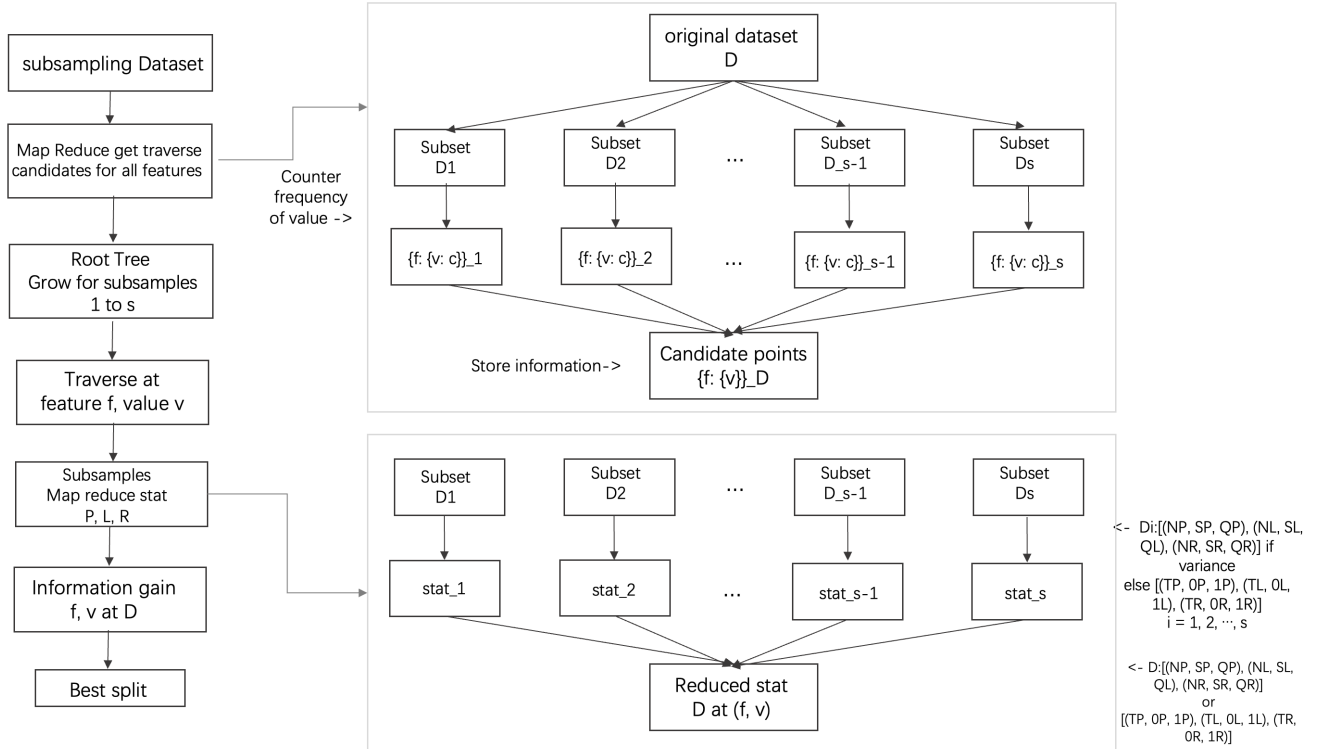 subsampling Dataset
Map Reduce get traverse
candidates for all features
Root Tree
Grow for subsamples
1 to s
Traverse at
feature f, value v
Subsamples
Map reduce stat
P, L, R
Information gain
f, v at D
Best split
Counter
frequency
of value ->
original dataset
D
Subset
D1
Subset
D2
...
Subset
D_s-1
Subset
Ds
{f: {v: c}}_1
{f: {v: c}}_2
...
{f: {v: c}}_s-1
{f: {v: c}}_s
Store information->
Candidate points
{f: {v}}_D
Subset
D1
Subset
D2
...
Subset
D_s-1
Subset
Ds
stat_1
stat_2
...
stat_s-1
stat_s
Reduced stat
D at (f, v)
<- Di:[(NP, SP, QP), (NL, SL,
QL), (NR, SR, QR)] if
variance
else [(TP, 0P, 1P), (TL, 0L,
1L), (TR, 0R, 1R)]
i = 1, 2, ···, s
<- D:[(NP, SP, QP), (NL, SL,
QL), (NR, SR, QR)]
or
[(TP, 0P, 1P), (TL, 0L, 1L), (TR,
0R, 1R)]